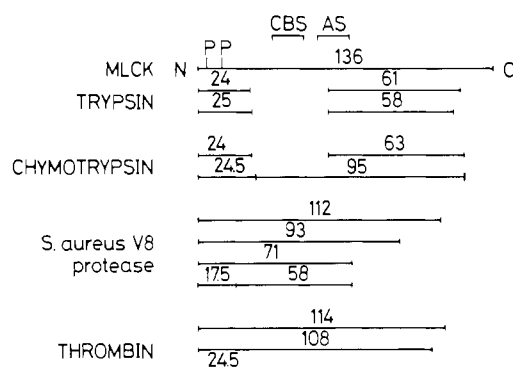 CBS AS
P P
136
MLCK N C
24 61
TRYPSIN 25 58
24 63
CHYMOTRYPSIN 24.5 95
112
93
S. aureus V8
71
protease
17.5 58
114
108
THROMBIN
24.5